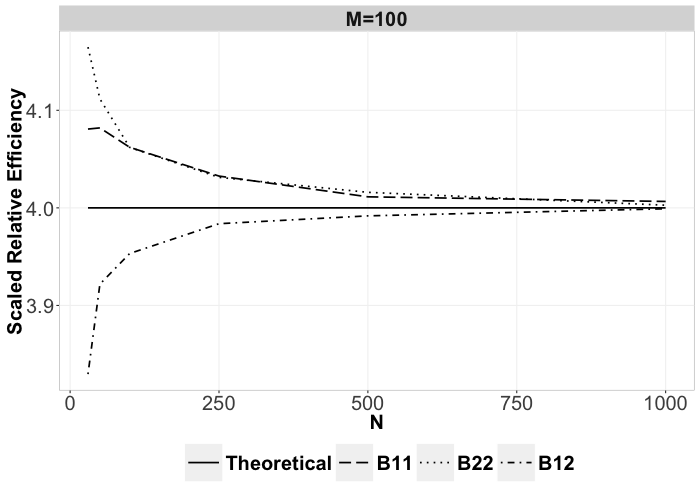 M=100
Scaled Relative Efficiency
4.1
4.0
3.9
0 250 500 750 1000
N
Theoretical B11 B22 B12